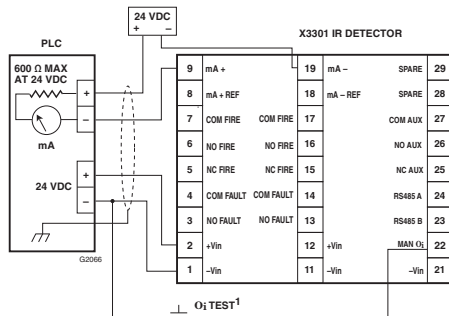 24 VDC
+ −
PLC
X3301 IR DETECTOR
600 Ω MAX
AT 24 VDC
+
−
mA
24 VDC
+
−
G2066
9 mA + 19 mA − SPARE 29
8 mA + REF 18 mA − REF SPARE 28
7 COM FIRE COM FIRE 17 COM AUX 27
6 NO FIRE NO FIRE 16 NO AUX 26
5 NC FIRE NC FIRE 15 NC AUX 25
4 COM FAULT COM FAULT 14 RS485 A 24
3 NO FAULT NO FAULT 13 RS485 B 23
2 +Vin 12 +Vin MAN Oi 22
1 −Vin 11 −Vin −Vin 21
Oi TEST1